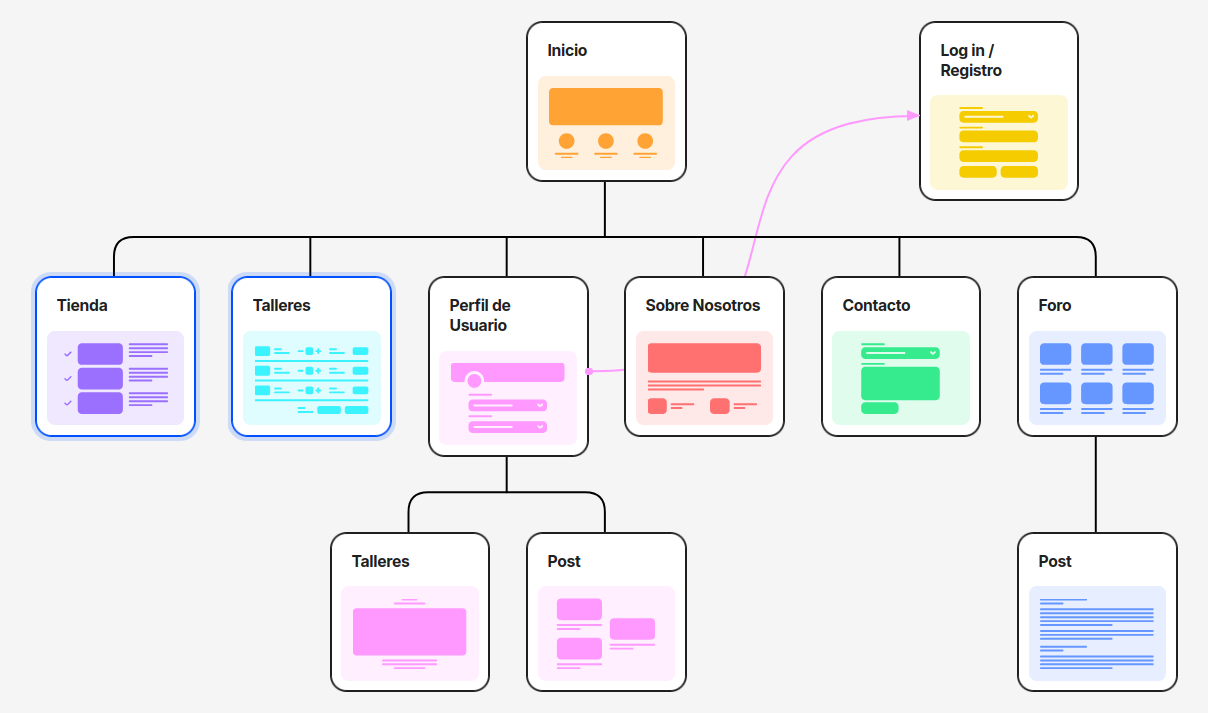 Inicio
Log in /
Registro
Tienda
Talleres
Perfil de
Usuario
Sobre Nosotros
Contacto
Foro
Talleres
Post
Post